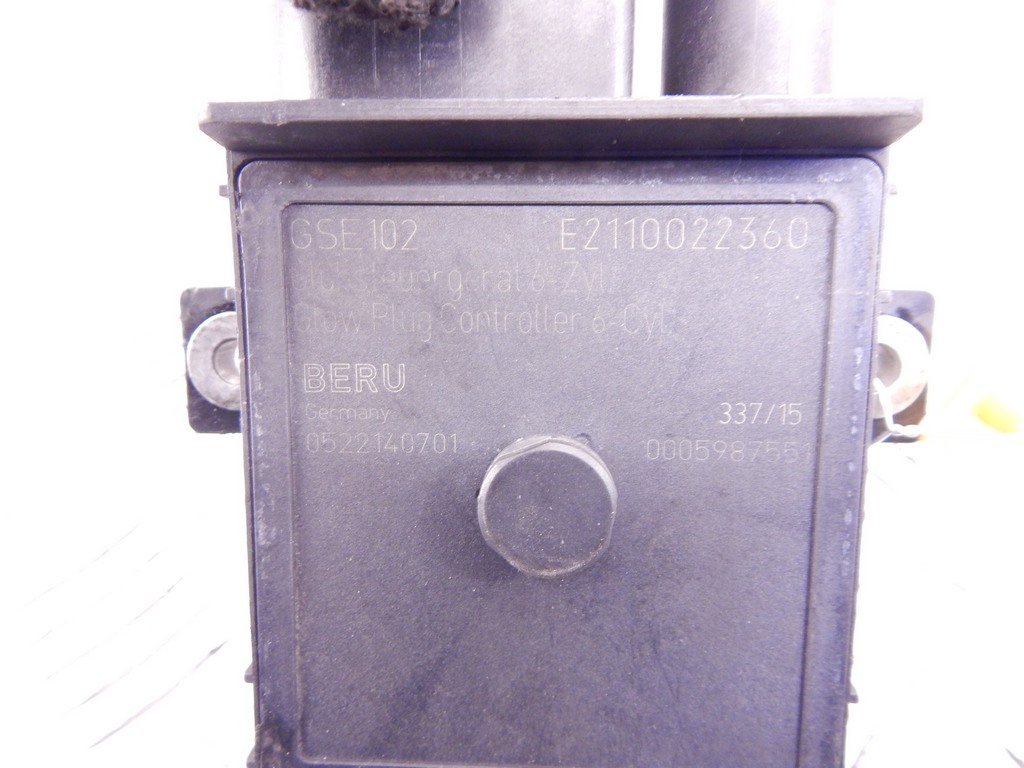 GSE 102 E2110022360
Glühsteuergerät 6-Zyl.
Glow Plug Controller 6-Cyl.
BERU
Germany 337/15
0522140701 000598755